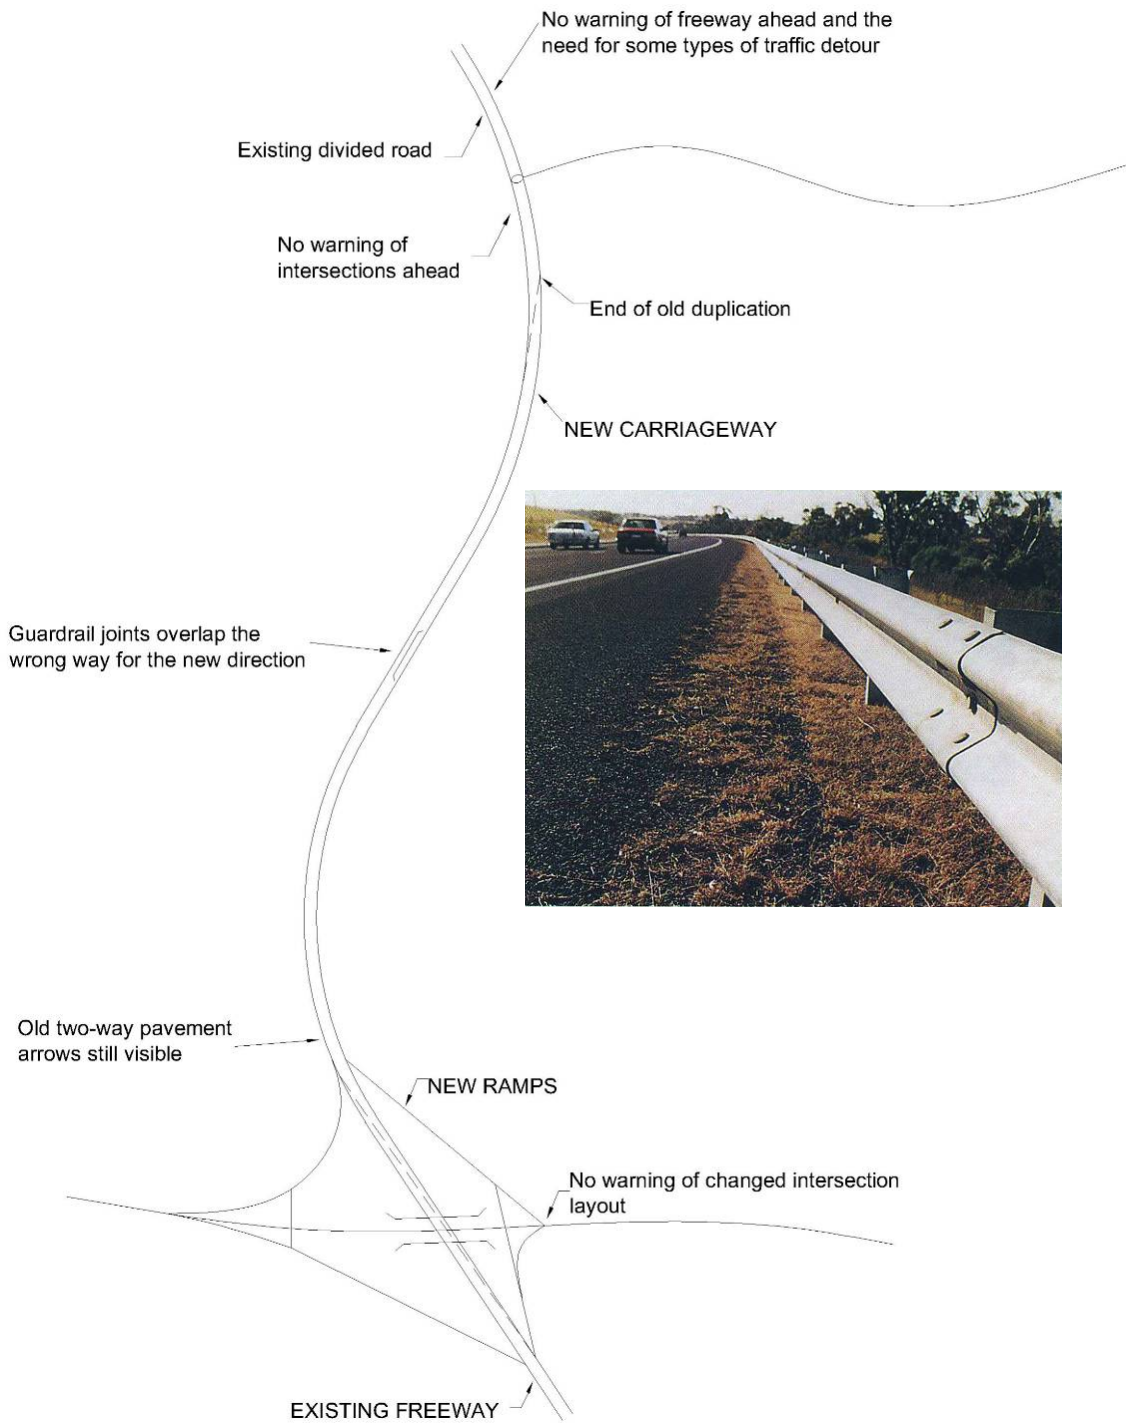 No warning of freeway ahead and the
need for some types of traffic detour
Existing divided road
No warning of
intersections ahead
End of old duplication
NEW CARRIAGEWAY
Guardrail joints overlap the
wrong way for the new direction
Old two-way pavement
arrows still visible
NEW RAMPS
No warning of changed intersection
layout
EXISTING FREEWAY